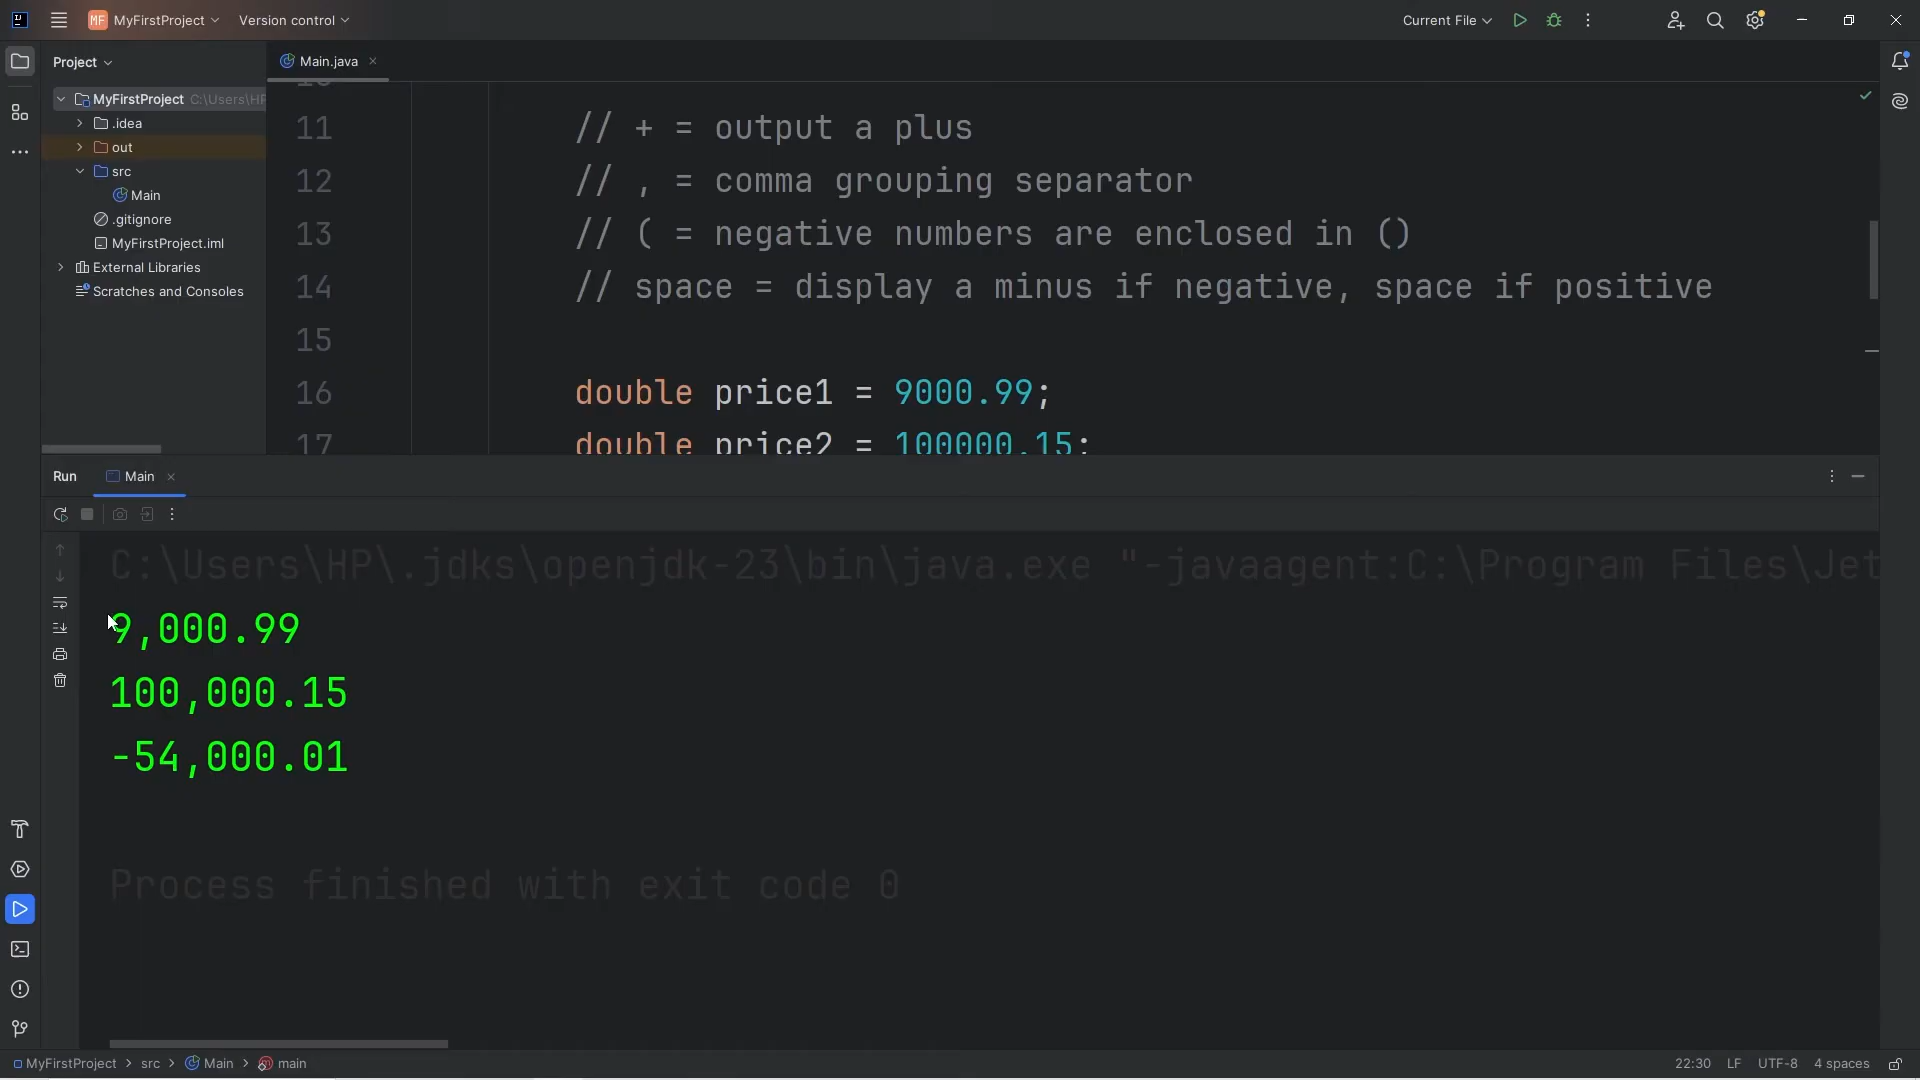 MF MyFirstProject Version control Current File
Project Main.java
MyFirstProject C:\Users\HP
.idea
out
src
Main
.gitignore
MyFirstProject.iml
External Libraries
Scratches and Consoles
11 // + = output a plus
12 // , = comma grouping separator
13 // ( = negative numbers are enclosed in ()
14 // space = display a minus if negative, space if positive
15
16 double price1 = 9000.99;
17 double price2 = 100000.15;
Run Main
C:\Users\HP\.jdks\openjdk-23\bin\java.exe "-javaagent:C:\Program Files\Jet
9,000.99
100,000.15
-54,000.01
Process finished with exit code 0
MyFirstProject > src > Main > main 22:30 LF UTF-8 4 spaces